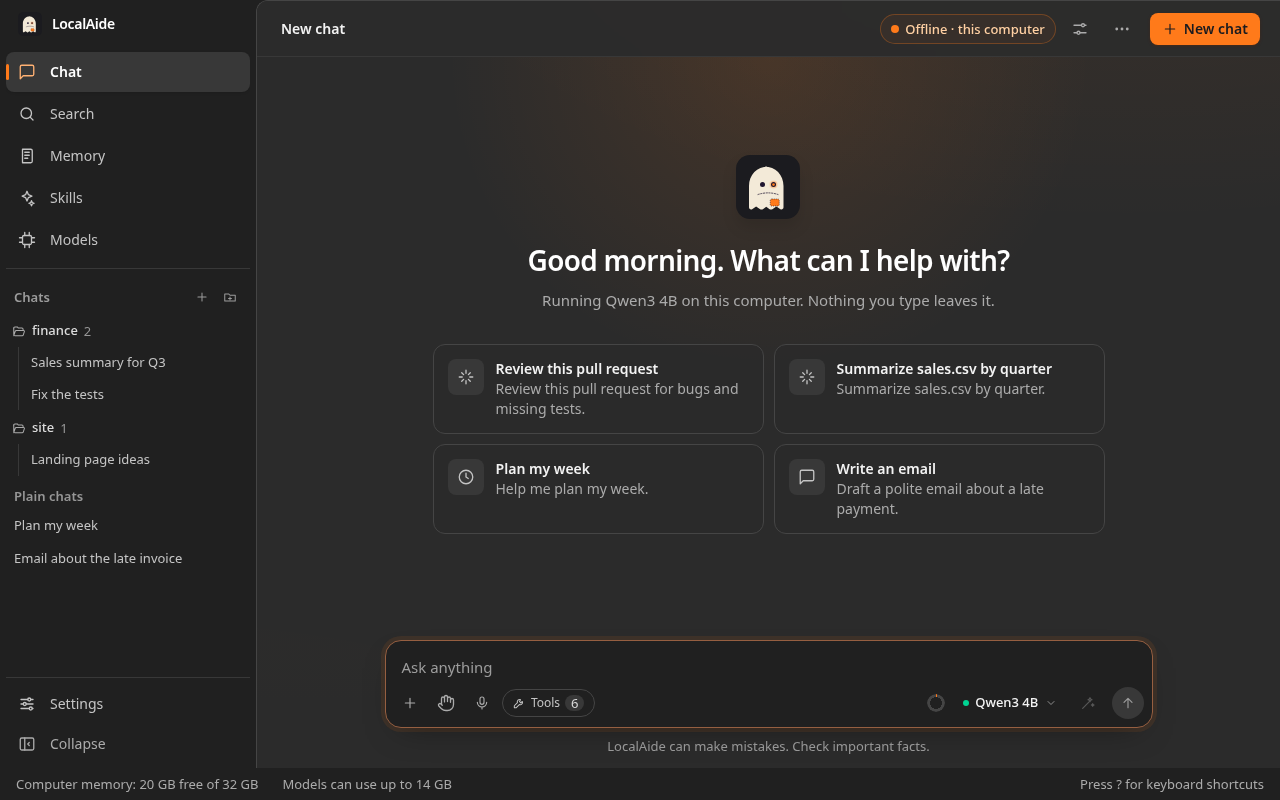 LocalAide
Chat
Search
Memory
Skills
Models
Chats
finance 2
Sales summary for Q3
Fix the tests
site 1
Landing page ideas
Plain chats
Plan my week
Email about the late invoice
Settings
Collapse
New chat
Offline · this computer
New chat
Good morning. What can I help with?
Running Qwen3 4B on this computer. Nothing you type leaves it.
Review this pull request
Review this pull request for bugs and
missing tests.
Summarize sales.csv by quarter
Summarize sales.csv by quarter.
Plan my week
Help me plan my week.
Write an email
Draft a polite email about a late
payment.
Ask anything
Tools 6
Qwen3 4B
LocalAide can make mistakes. Check important facts.
Computer memory: 20 GB free of 32 GB
Models can use up to 14 GB
Press ? for keyboard shortcuts